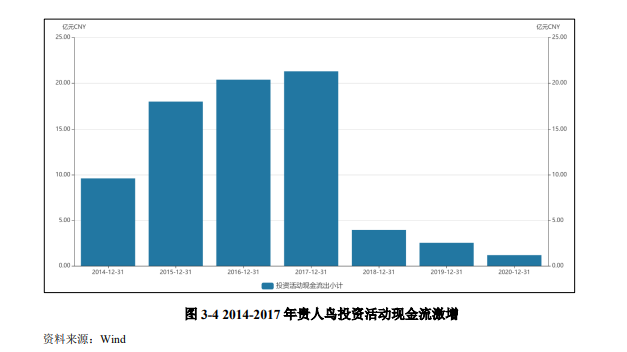 亿元CNY 亿元CNY
25.00 25.00
20.00 20.00
15.00 15.00
10.00 10.00
5.00 5.00
0.00 0.00
2014-12-31 2015-12-31 2016-12-31 2017-12-31 2018-12-31 2019-12-31 2020-12-31
投资活动现金流出小计
图 3-4 2014-2017 年贵人鸟投资活动现金流激增
资料来源：Wind